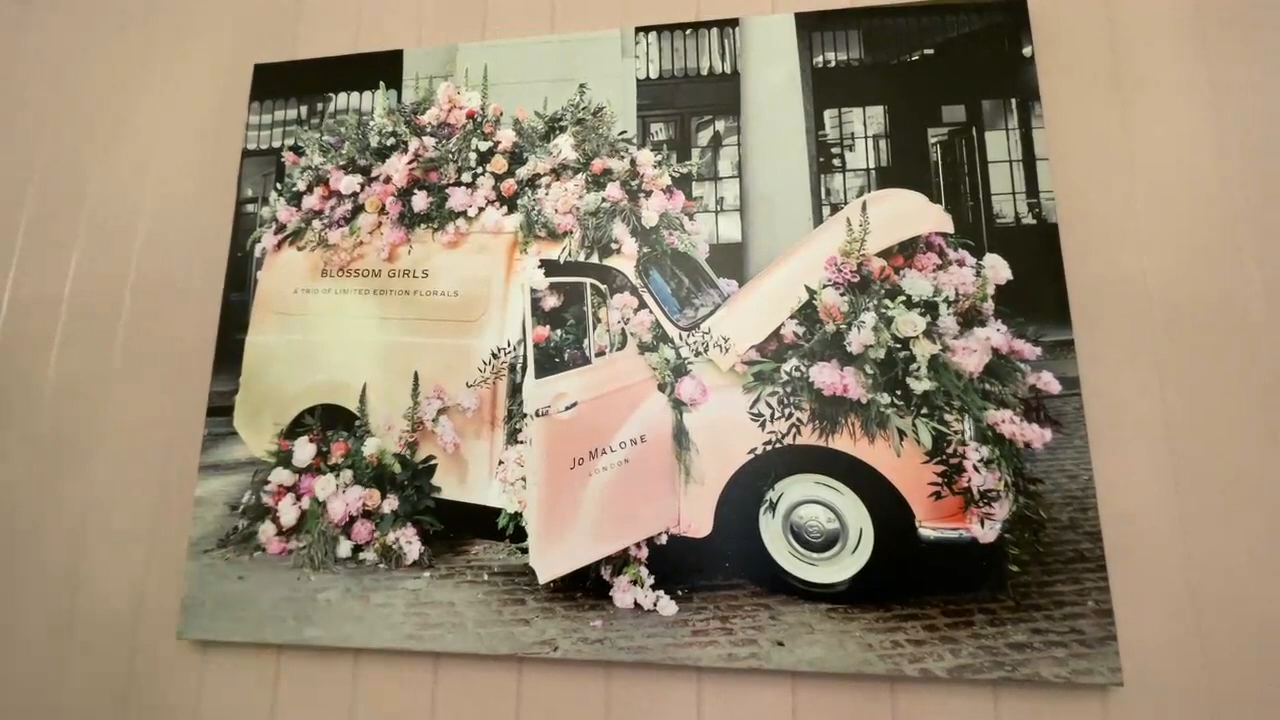 BLOSSOM GIRLS
A TRIO OF LIMITED EDITION FLORALS
JO MALONE
LONDON